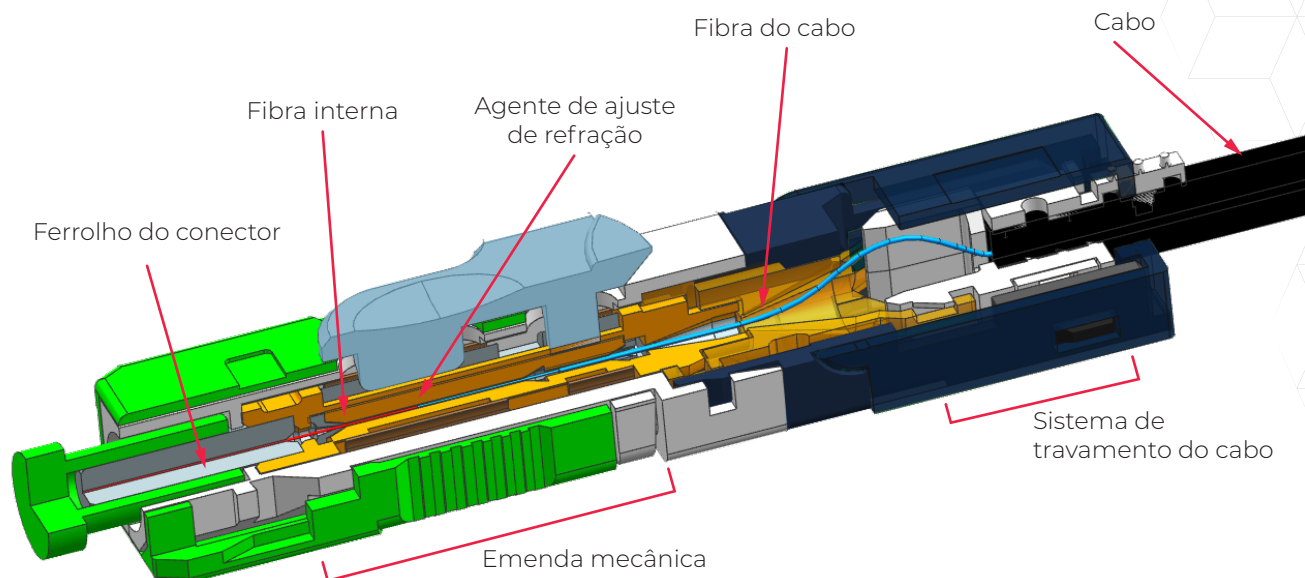 Fibra do cabo
Cabo
Fibra interna
Agente de ajuste
de refração
Ferrolho do conector
Sistema de
travamento do cabo
Emenda mecânica